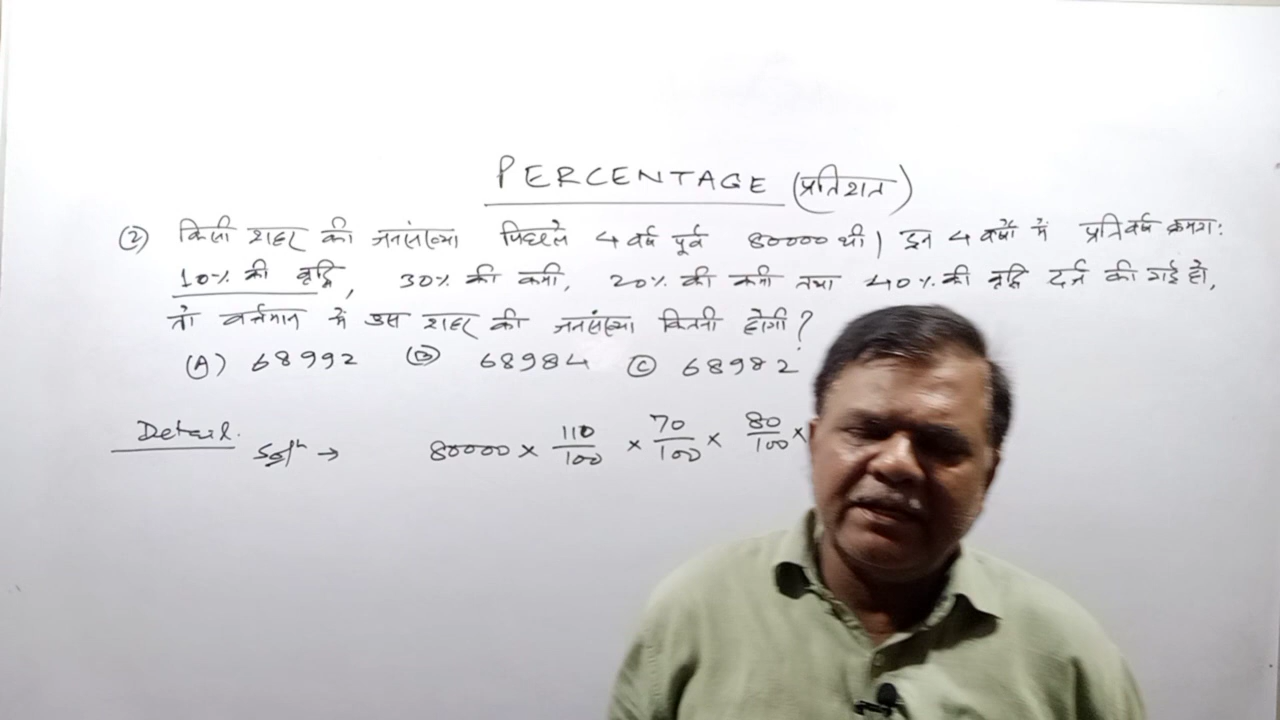 PERCENTAGE (प्रतिशत)
② किसी शहर की जनसंख्या पिछले 4 वर्ष पूर्व 80000 थी। इन 4 वर्षों में प्रतिवर्ष क्रमशः
10% की वृद्धि, 30% की कमी, 20% की कमी तथा 40% की वृद्धि दर्ज की गई हो,
तो वर्तमान में उस शहर की जनसंख्या कितनी होगी?
(A) 68992 (B) 68984 (C) 68982
Detail. Solⁿ → 80000 × 110/100 × 70/100 × 80/100 ×